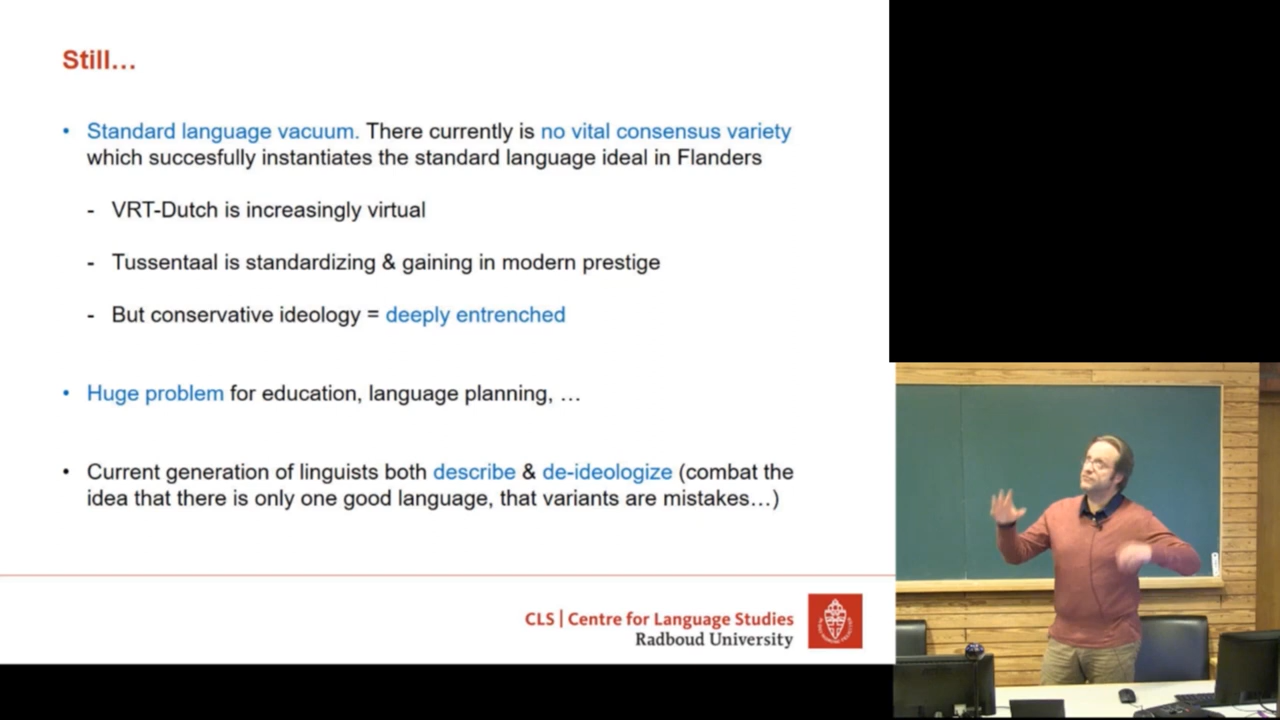 Still…
• Standard language vacuum. There currently is no vital consensus variety
which succesfully instantiates the standard language ideal in Flanders
- VRT-Dutch is increasingly virtual
- Tussentaal is standardizing & gaining in modern prestige
- But conservative ideology = deeply entrenched
• Huge problem for education, language planning, …
• Current generation of linguists both describe & de-ideologize (combat the
idea that there is only one good language, that variants are mistakes…)
CLS | Centre for Language Studies
Radboud University